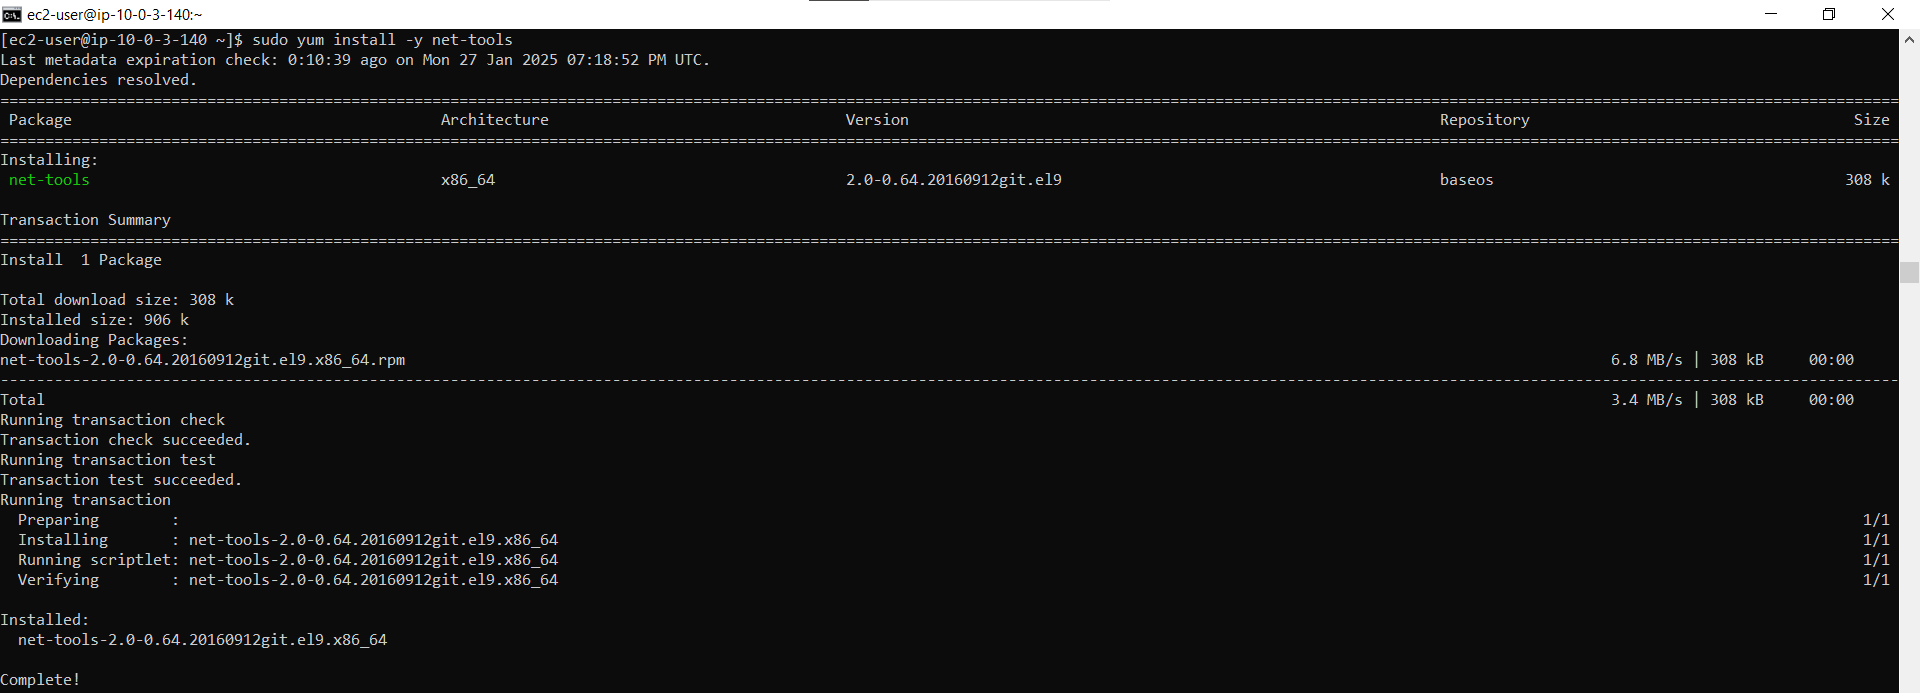 ec2-user@ip-10-0-3-140:~
[ec2-user@ip-10-0-3-140 ~]$ sudo yum install -y net-tools
Last metadata expiration check: 0:10:39 ago on Mon 27 Jan 2025 07:18:52 PM UTC.
Dependencies resolved.
Package Architecture Version Repository Size
Installing:
net-tools x86_64 2.0-0.64.20160912git.el9 baseos 308 k
Transaction Summary
Install 1 Package
Total download size: 308 k
Installed size: 906 k
Downloading Packages:
net-tools-2.0-0.64.20160912git.el9.x86_64.rpm 6.8 MB/s | 308 kB 00:00
Total 3.4 MB/s | 308 kB 00:00
Running transaction check
Transaction check succeeded.
Running transaction test
Transaction test succeeded.
Running transaction
Preparing : 1/1
Installing : net-tools-2.0-0.64.20160912git.el9.x86_64 1/1
Running scriptlet: net-tools-2.0-0.64.20160912git.el9.x86_64 1/1
Verifying : net-tools-2.0-0.64.20160912git.el9.x86_64 1/1
Installed:
net-tools-2.0-0.64.20160912git.el9.x86_64
Complete!